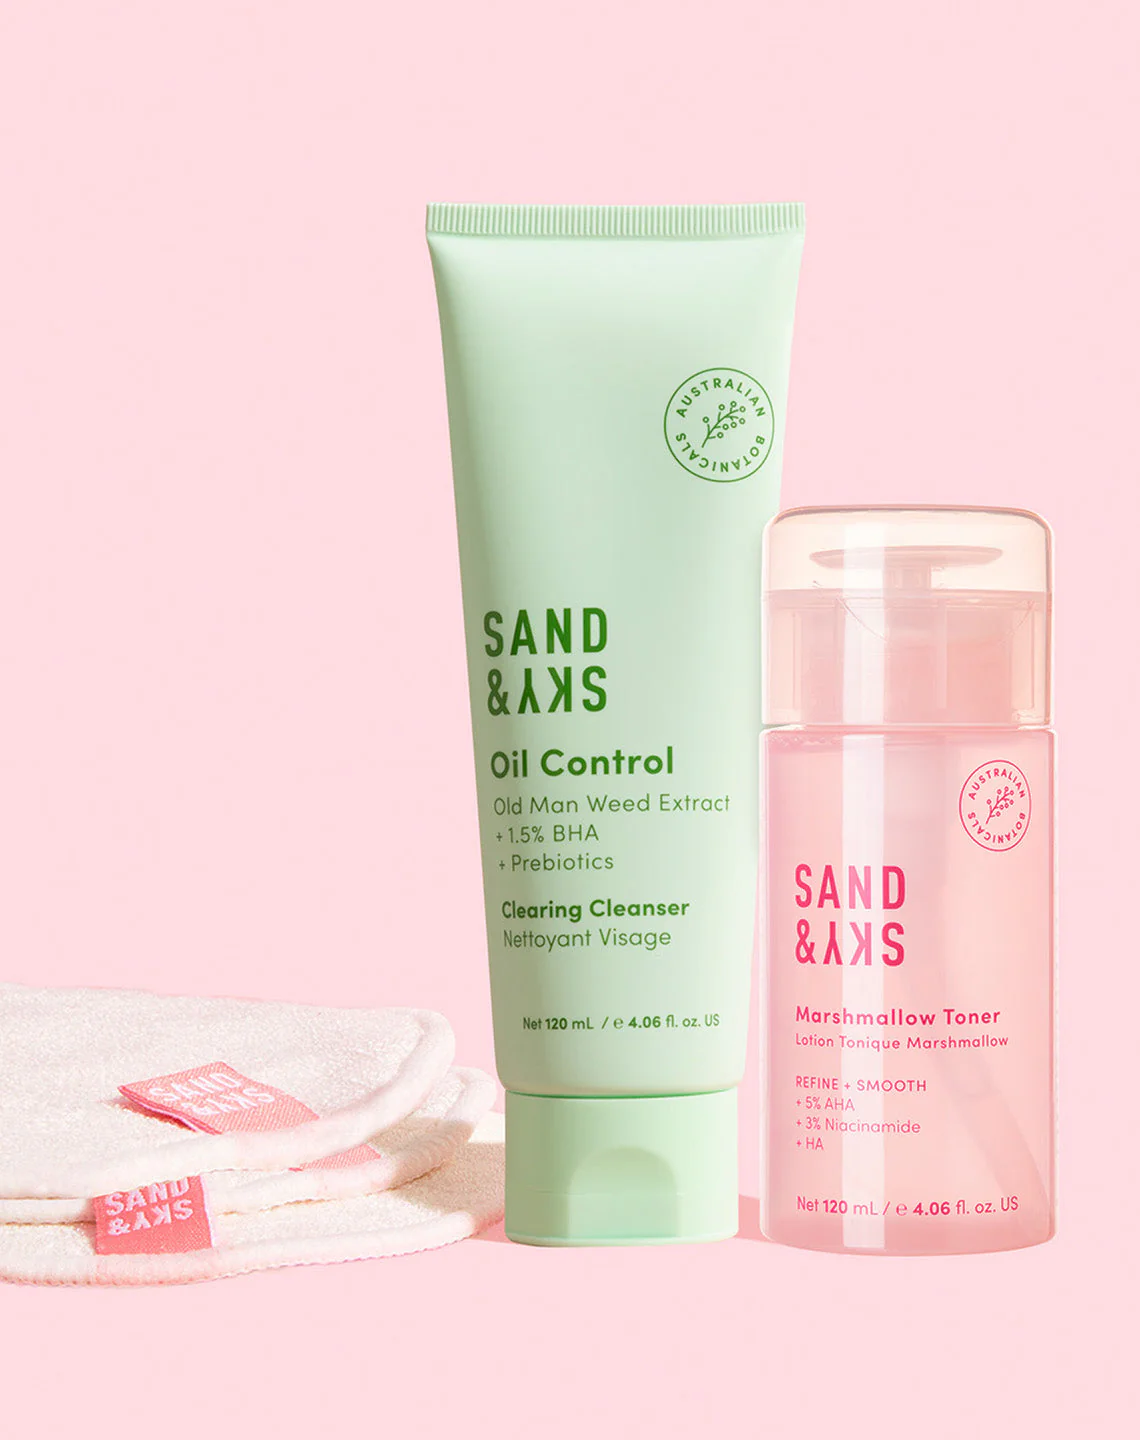 AUSTRALIAN BOTANICALS
SAND
& SKY
Oil Control
Old Man Weed Extract
+ 1.5% BHA
+ Prebiotics
Clearing Cleanser
Nettoyant Visage
Net 120 mL / e 4.06 fl. oz. US
AUSTRALIAN BOTANICALS
SAND
& SKY
Marshmallow Toner
Lotion Tonique Marshmallow
REFINE + SMOOTH
+ 5% AHA
+ 3% Niacinamide
+ HA
Net 120 mL / e 4.06 fl. oz. US
SAND
& SKY
SAND
& SKY